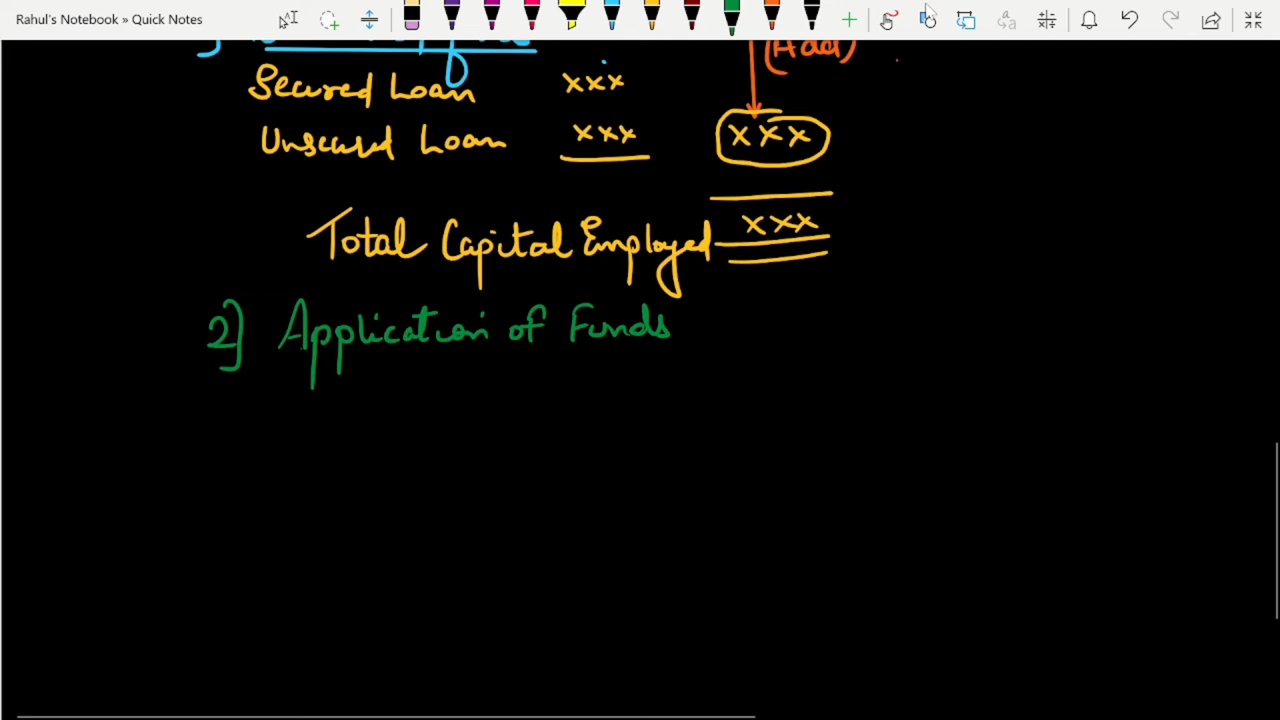 Rahul's Notebook » Quick Notes
(Add)
Secured Loan xxx
Unsecured Loan xxx xxx
Total Capital Employed xxx
2] Application of Funds